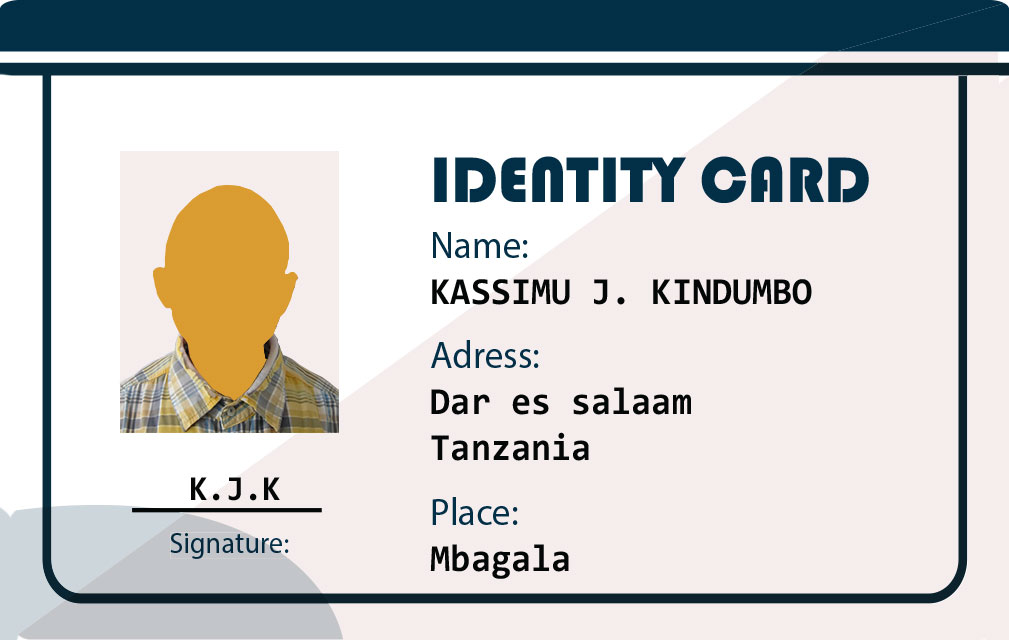 IDENTITY CARD
Name:
KASSIMU J. KINDUMBO
Adress:
Dar es salaam
Tanzania
Place:
Mbagala
K.J.K
Signature: